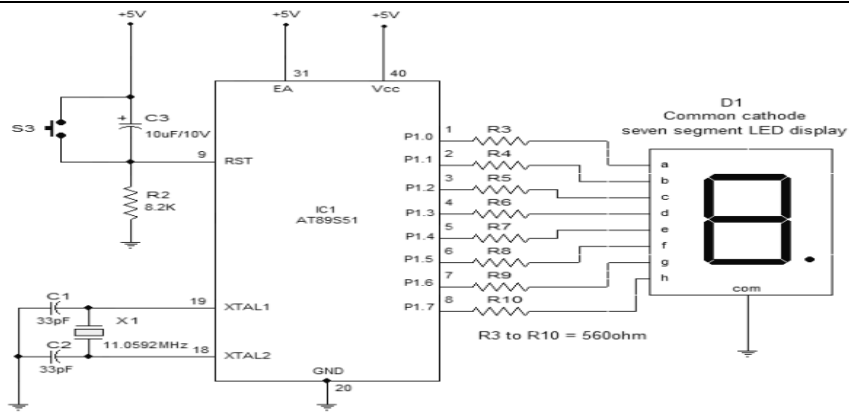 +5V
+5V
+5V
31
40
EA
Vcc
S3
+
C3
10uF/10V
9
RST
R2
8.2K
IC1
AT89S51
P1.0
1
R3
P1.1
2
R4
P1.2
3
R5
P1.3
4
R6
P1.4
5
R7
P1.5
6
R8
P1.6
7
R9
P1.7
8
R10
R3 to R10 = 560ohm
D1
Common cathode
seven segment LED display
a
b
c
d
e
f
g
h
com
C1
33pF
19
XTAL1
X1
11.0592MHz
C2
33pF
18
XTAL2
GND
20